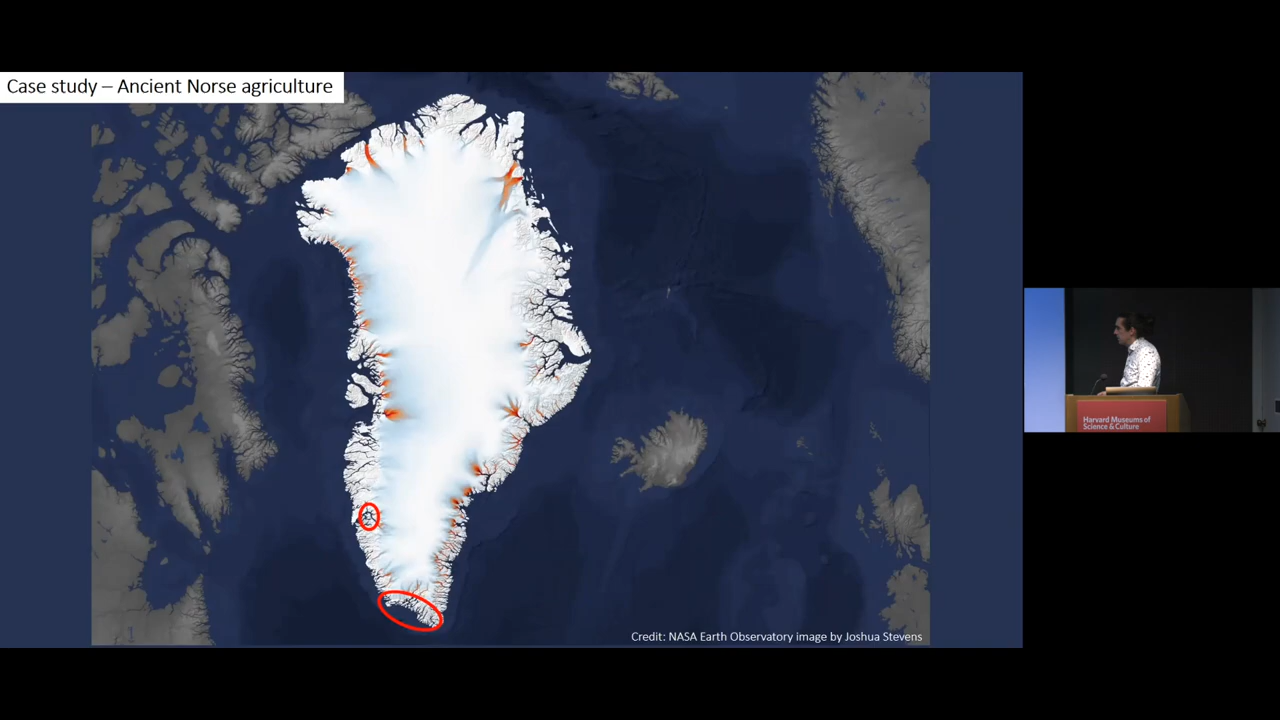 Case study – Ancient Norse agriculture
Harvard Museums of
Science & Culture
Credit: NASA Earth Observatory image by Joshua Stevens